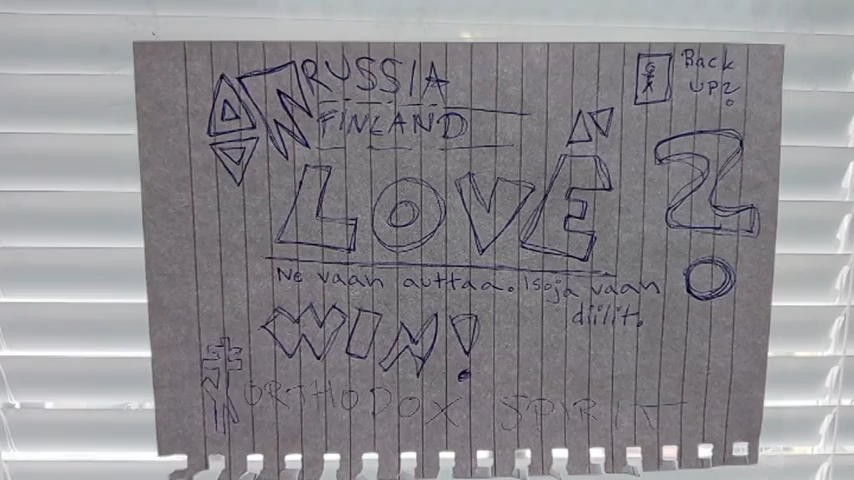 RUSSIA
FINLAND
Back
UP?
LOVE ?
Ne vaan auttaa. Isoja vaan
diilit.
WIN!
ORTHODOX SPIRIT